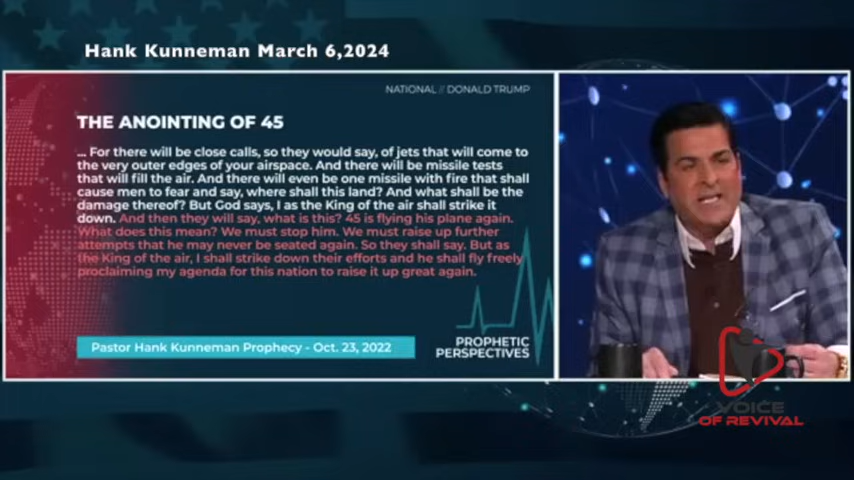 Hank Kunneman March 6,2024
NATIONAL // DONALD TRUMP
THE ANOINTING OF 45
... For there will be close calls, so they would say, of jets that will come to
the very outer edges of your airspace. And there will be missile tests
that will fill the air. And there will even be one missile with fire that shall
cause men to fear and say, where shall this land? And what shall be the
damage thereof? But God says, I as the King of the air shall strike it
down. And then they will say, what is this? 45 is flying his plane again.
What does this mean? We must stop him. We must raise up further
attempts that he may never be seated again. So they shall say. But as
the King of the air, I shall strike down their efforts and he shall fly freely
proclaiming my agenda for this nation to raise it up great again.
Pastor Hank Kunneman Prophecy - Oct. 23, 2022
PROPHETIC
PERSPECTIVES
VOICE
OF REVIVAL